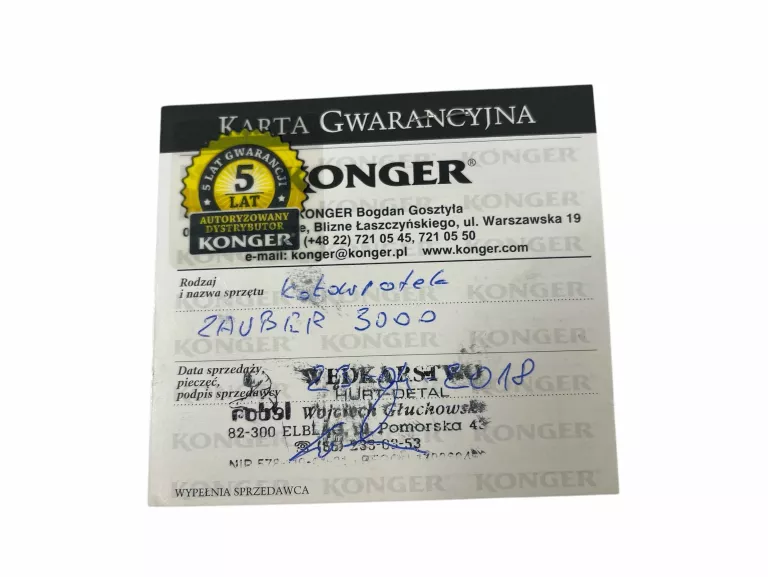 KARTA GWARANCYJNA
5 LAT GWARANCJI
5
LAT
AUTORYZOWANY
DYSTRYBUTOR
KONGER
KONGER®
KONGER Bogdan Gosztyła
Blizne Łaszczyńskiego, ul. Warszawska 19
(+48 22) 721 05 45, 721 05 50
e-mail: konger@konger.pl www.konger.com
Rodzaj
i nazwa sprzętu Kołowrotek
ZAUBER 3000
Data sprzedaży,
pieczęć,
podpis sprzedawcy
WĘDKARSTWO
04-2018
HURT-DETAL
robal Wojciech Głuchowski
82-300 ELBLĄG, ul. Pomorska 43
WYPEŁNIA SPRZEDAWCA